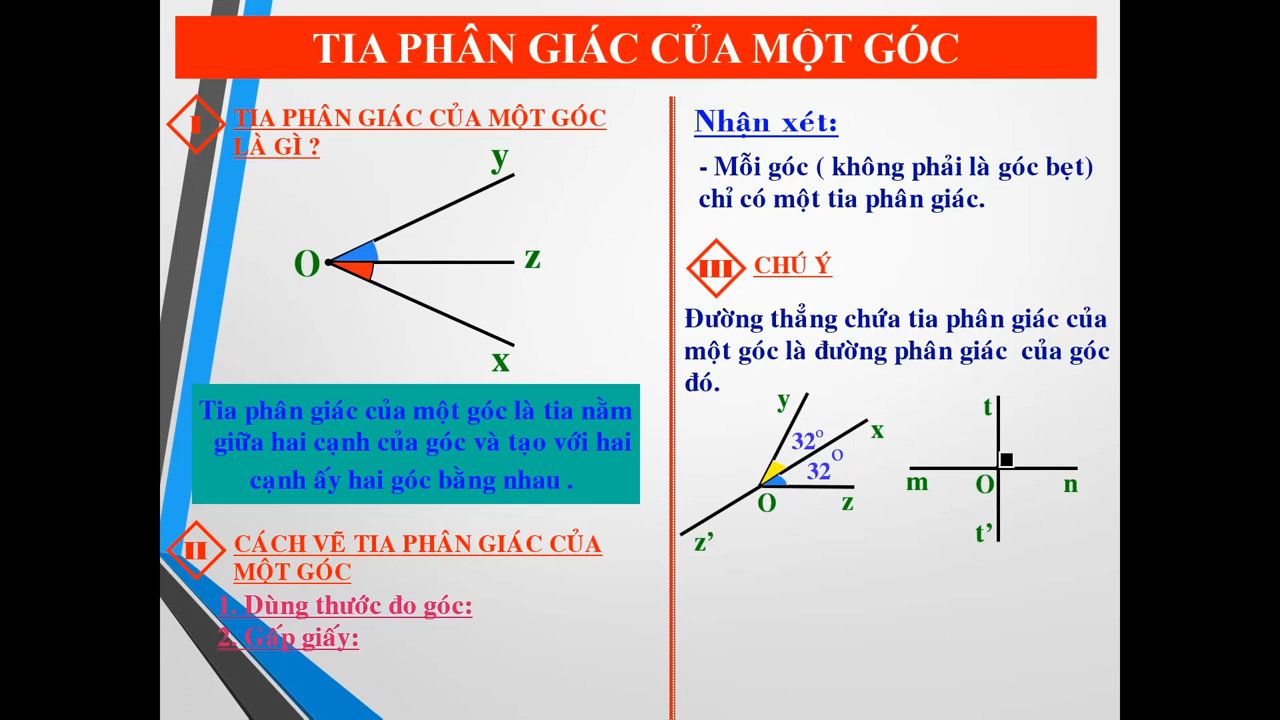 TIA PHÂN GIÁC CỦA MỘT GÓC
I
TIA PHÂN GIÁC CỦA MỘT GÓC
LÀ GÌ ?
y
O
z
x
Tia phân giác của một góc là tia nằm
giữa hai cạnh của góc và tạo với hai
cạnh ấy hai góc bằng nhau .
II
CÁCH VẼ TIA PHÂN GIÁC CỦA
MỘT GÓC
1. Dùng thước đo góc:
2. Gấp giấy:
Nhận xét:
- Mỗi góc ( không phải là góc bẹt)
chỉ có một tia phân giác.
III
CHÚ Ý
Đường thẳng chứa tia phân giác của
một góc là đường phân giác của góc
đó.
y
x
32O
32O
O
z
z’
t
m
O
n
t’